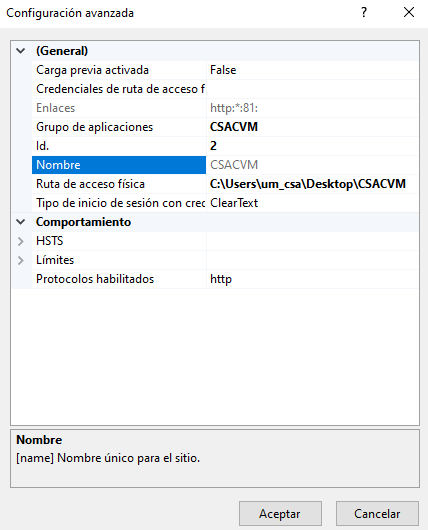 Configuración avanzada
(General)
Carga previa activada False
Credenciales de ruta de acceso f
Enlaces http:*:81:
Grupo de aplicaciones CSACVM
Id. 2
Nombre CSACVM
Ruta de acceso física C:\Users\um_csa\Desktop\CSACVM
Tipo de inicio de sesión con crec ClearText
Comportamiento
HSTS
Límites
Protocolos habilitados http
Nombre
[name] Nombre único para el sitio.
Aceptar Cancelar